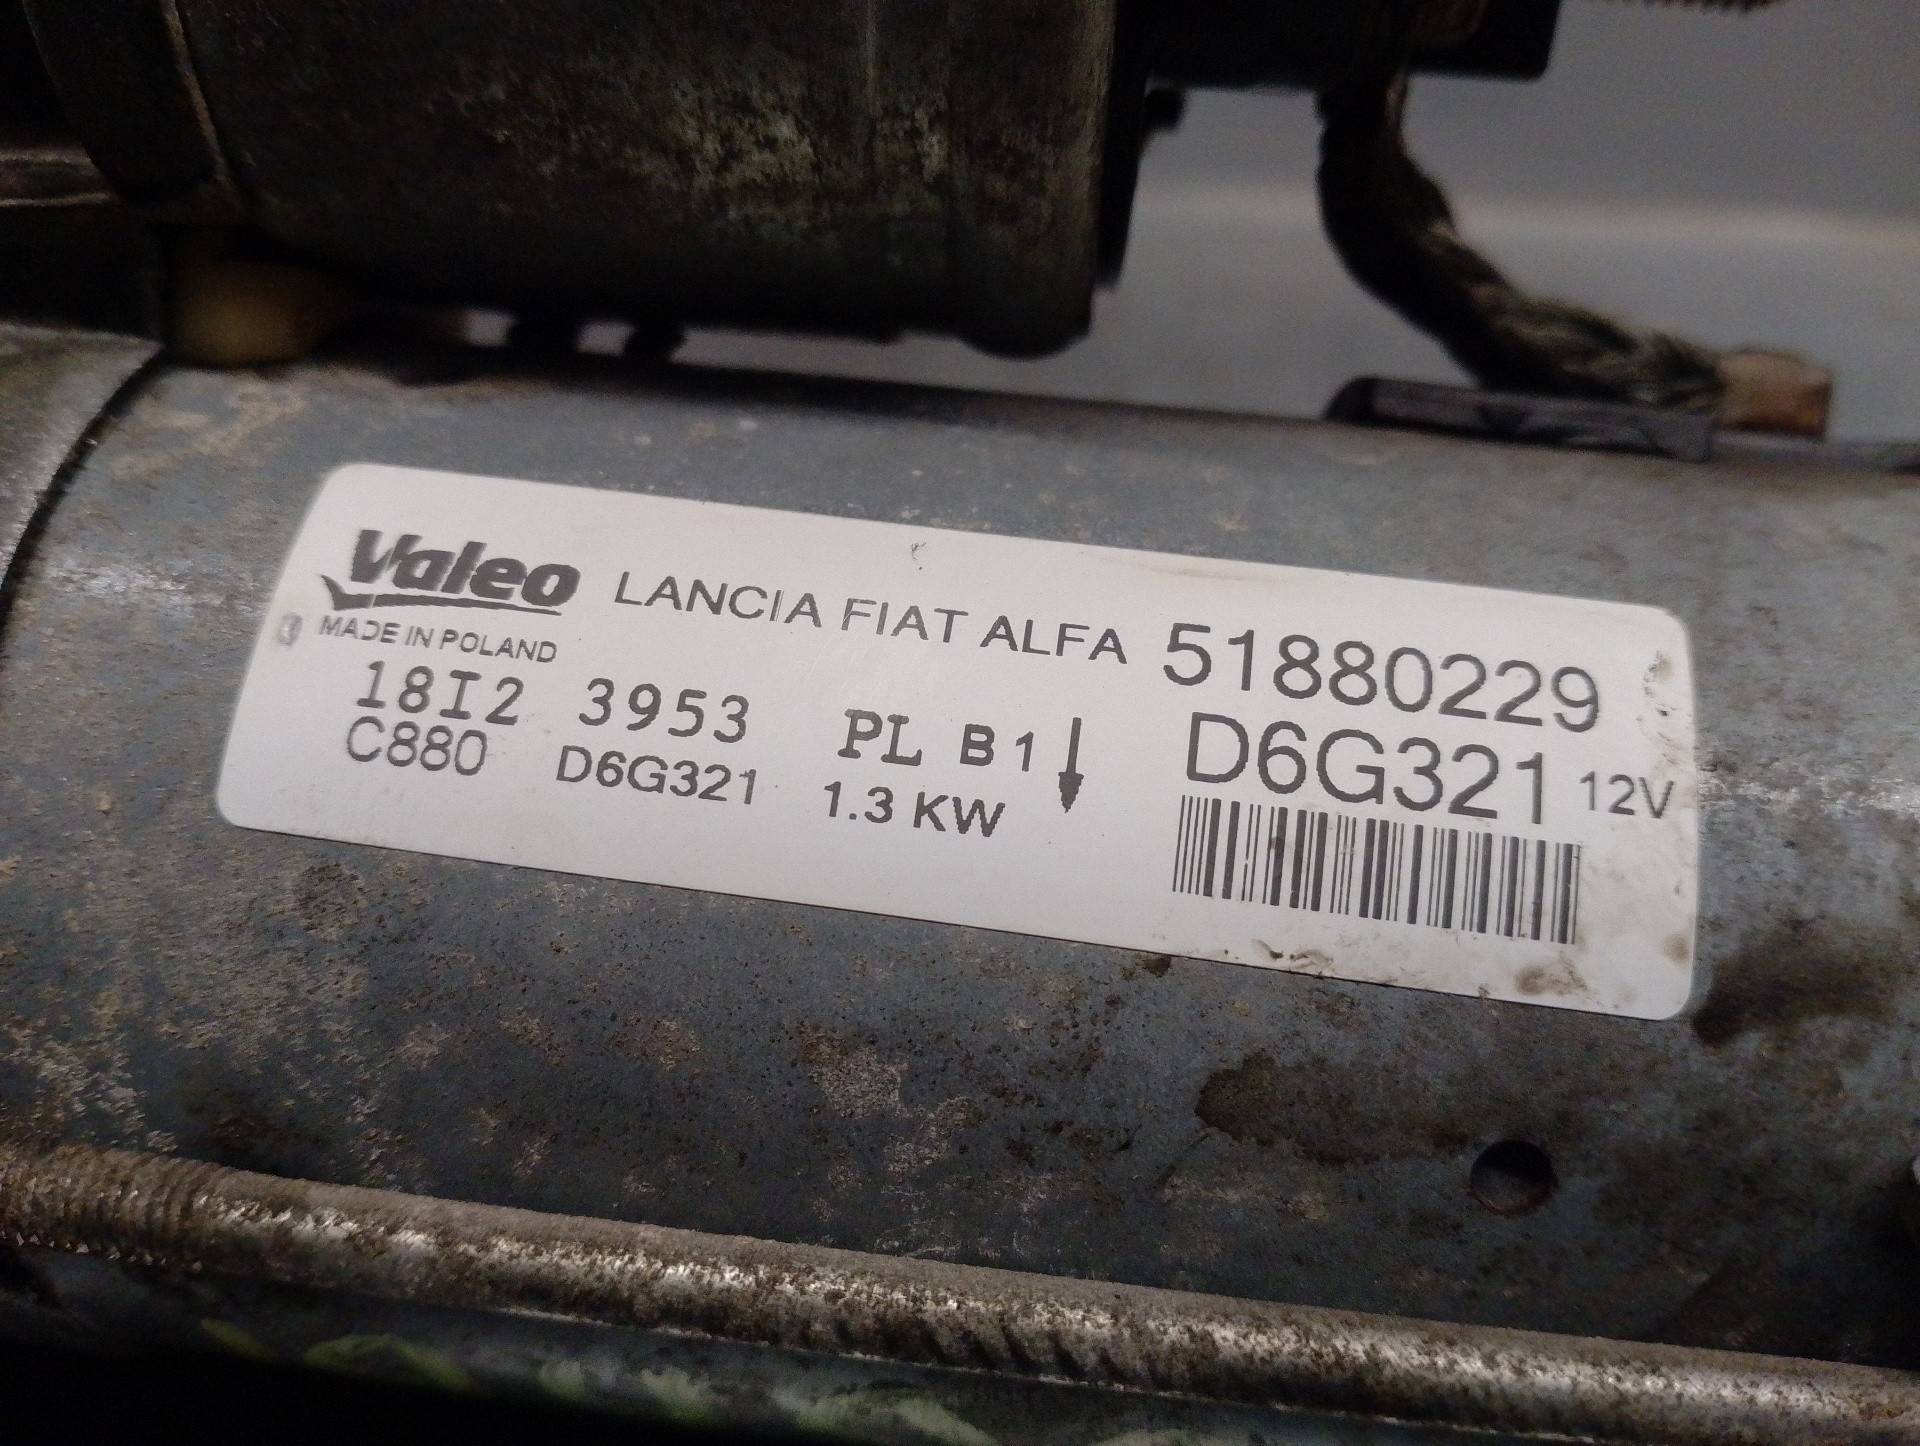 Valeo LANCIA FIAT ALFA 51880229
MADE IN POLAND
18I2 3953 PL B1 D6G321 12V
C880 D6G321 1.3 KW